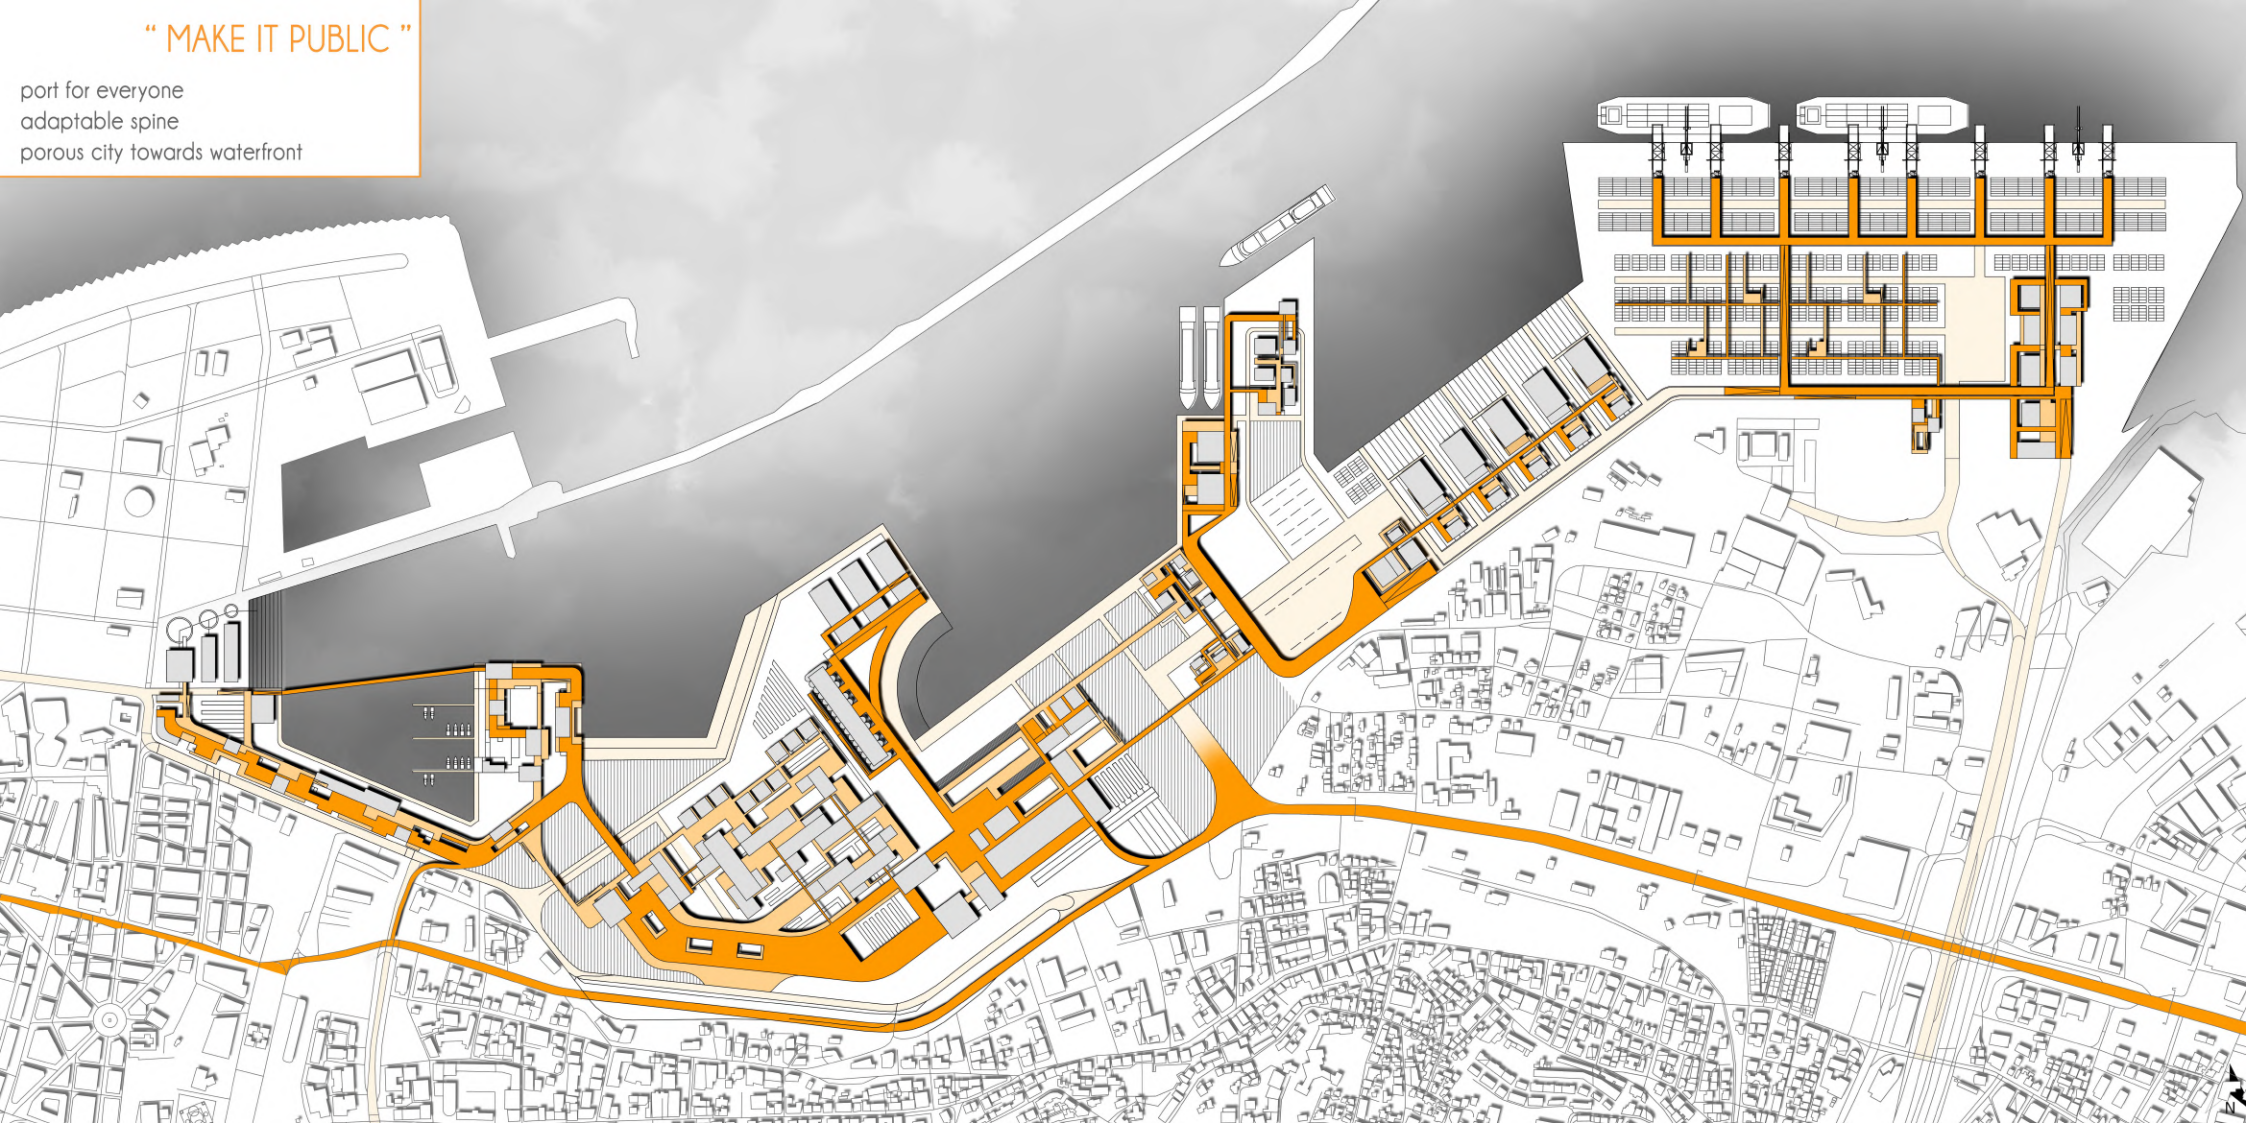 “ MAKE IT PUBLIC ”
port for everyone
adaptable spine
porous city towards waterfront
N